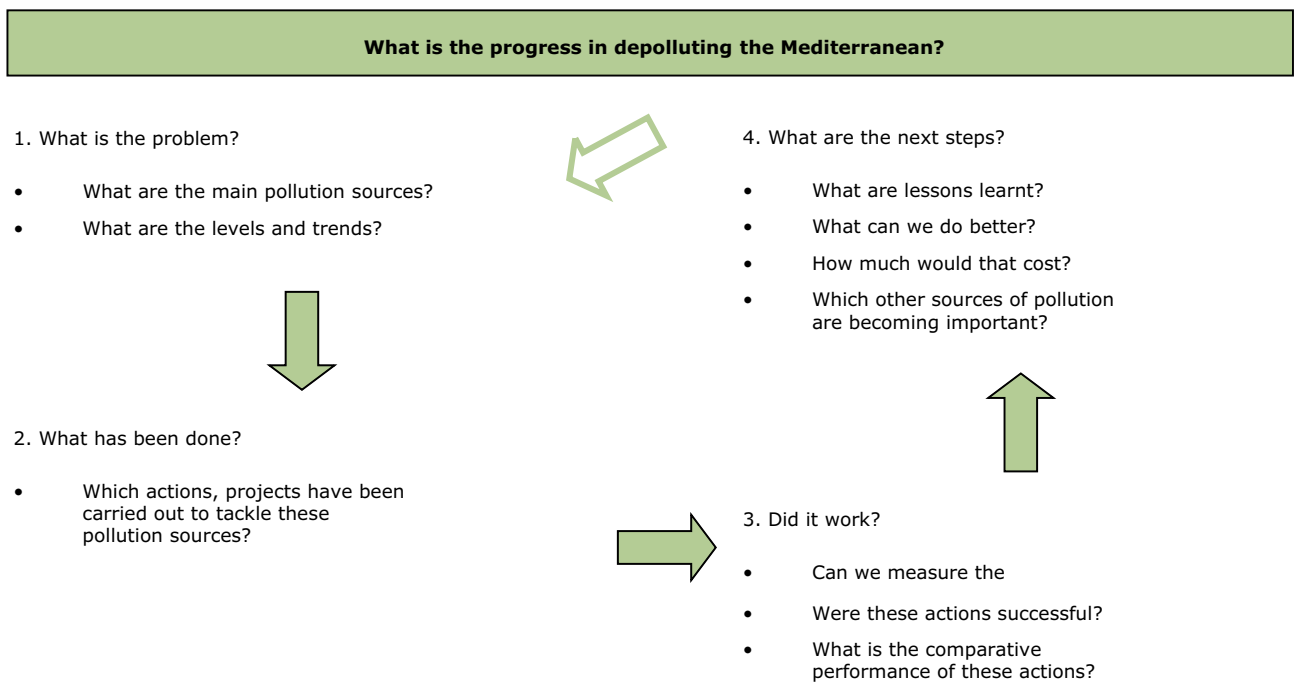 What is the progress in depolluting the Mediterranean?
1. What is the problem?
• What are the main pollution sources?
• What are the levels and trends?
2. What has been done?
• Which actions, projects have been
carried out to tackle these
pollution sources?
3. Did it work?
• Can we measure the
• Were these actions successful?
• What is the comparative
performance of these actions?
4. What are the next steps?
• What are lessons learnt?
• What can we do better?
• How much would that cost?
• Which other sources of pollution
are becoming important?